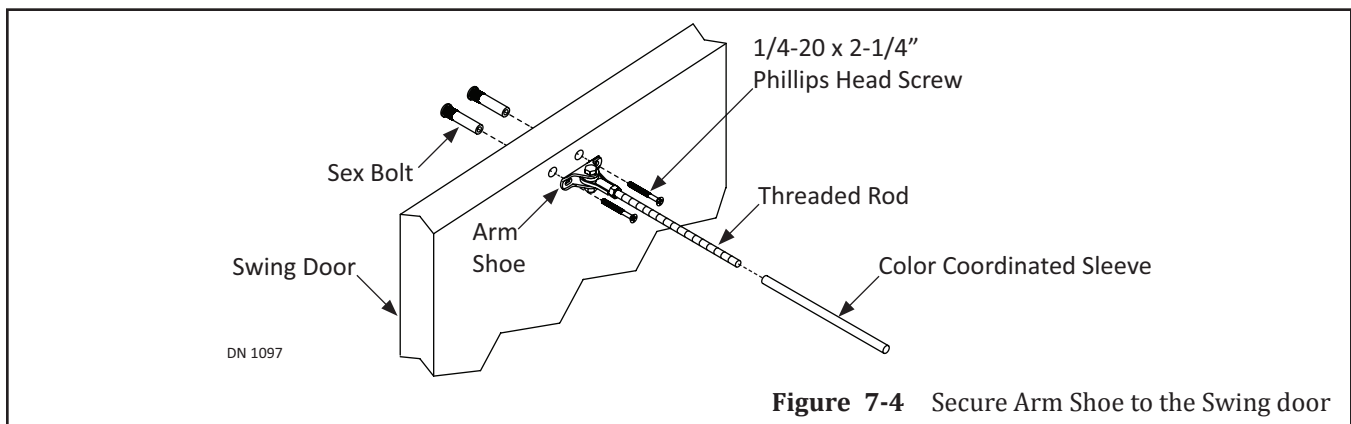 1/4-20 x 2-1/4”
Phillips Head Screw
Sex Bolt
Threaded Rod
Arm
Shoe
Swing Door
Color Coordinated Sleeve
DN 1097
Figure 7-4 Secure Arm Shoe to the Swing door